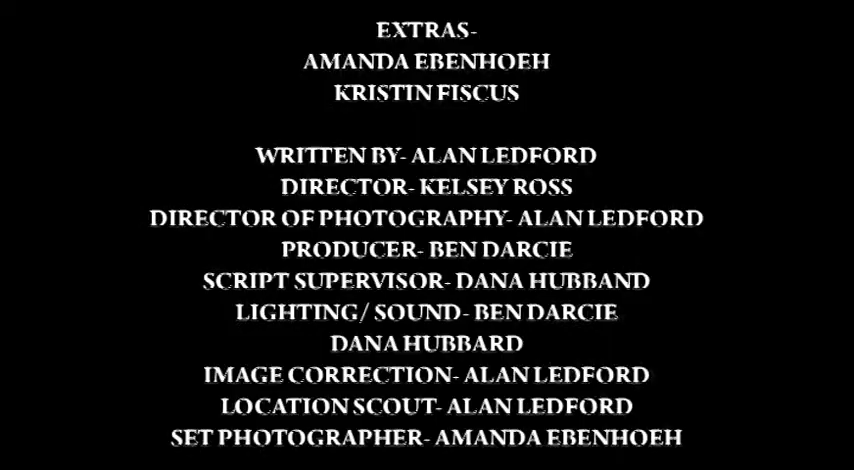 EXTRAS-
AMANDA EBENHOEH
KRISTIN FISCUS
WRITTEN BY- ALAN LEDFORD
DIRECTOR- KELSEY ROSS
DIRECTOR OF PHOTOGRAPHY- ALAN LEDFORD
PRODUCER- BEN DARCIE
SCRIPT SUPERVISOR- DANA HUBBAND
LIGHTING/ SOUND- BEN DARCIE
DANA HUBBARD
IMAGE CORRECTION- ALAN LEDFORD
LOCATION SCOUT- ALAN LEDFORD
SET PHOTOGRAPHER- AMANDA EBENHOEH